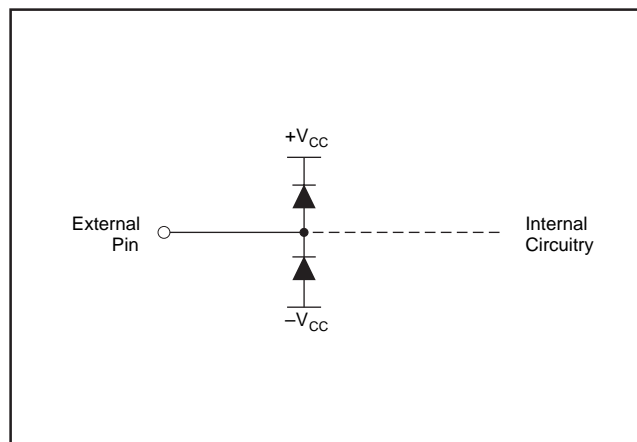 +VCC
External
Pin
Internal
Circuitry
–VCC